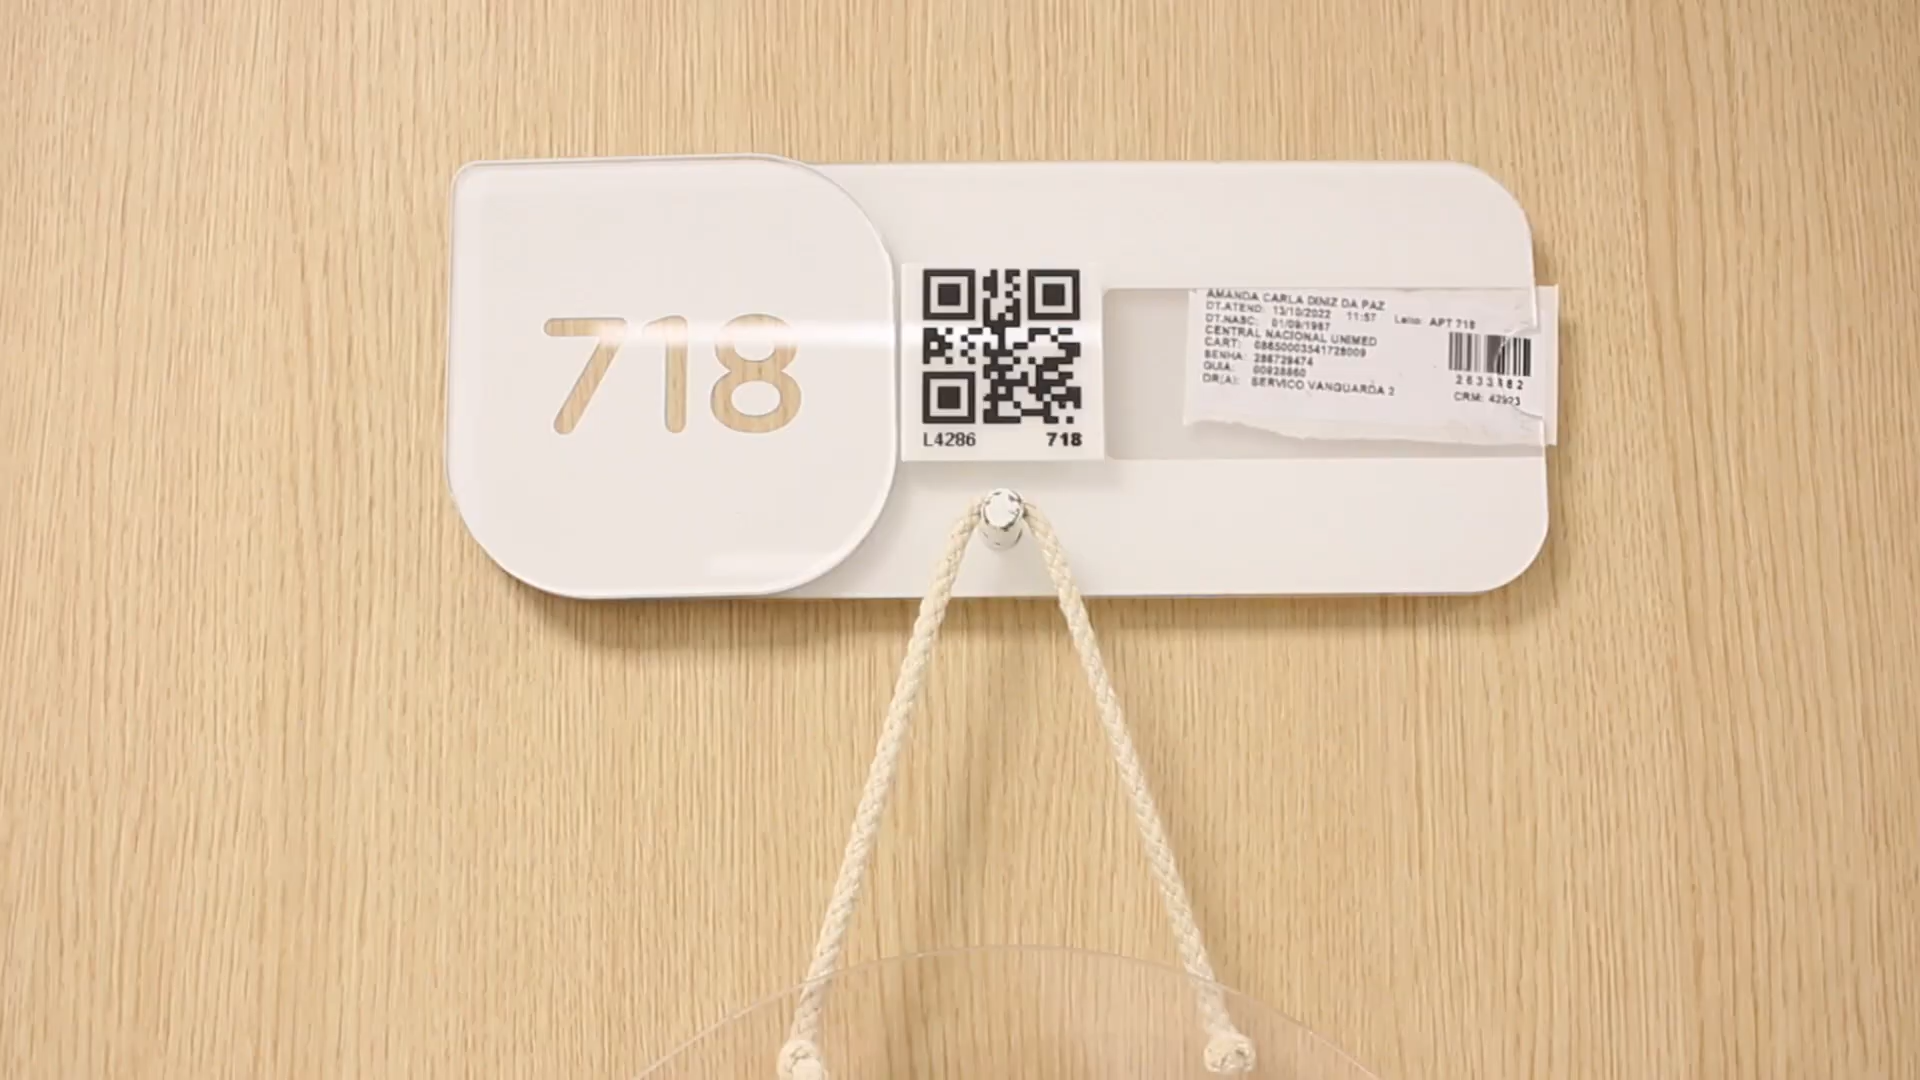 718
L4286 718
AMANDA CARLA DINIZ DA PAZ
DT.ATEND: 13/10/2022 11:57 Leito: APT 718
DT.NASC: 01/09/1987
CENTRAL NACIONAL UNIMED
CART: 08650003541728009
SENHA: 286729474
GUIA: 00928860
DR(A): SERVICO VANGUARDA 2
CRM: 42923